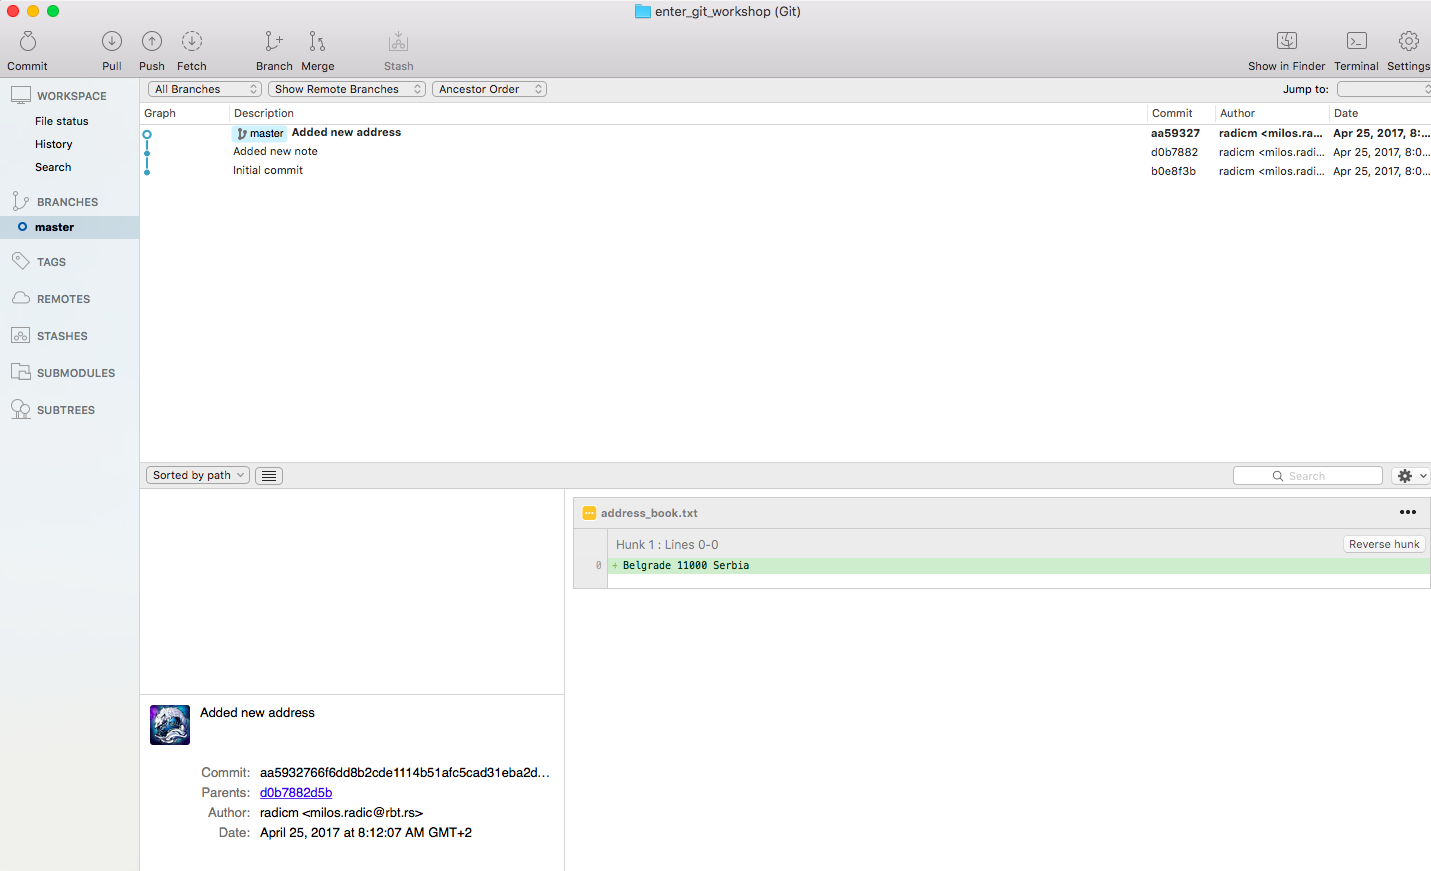 enter_git_workshop (Git)
Commit Pull Push Fetch Branch Merge Stash Show in Finder Terminal Settings
WORKSPACE
File status
History
Search
BRANCHES
master
TAGS
REMOTES
STASHES
SUBMODULES
SUBTREES
All Branches Show Remote Branches Ancestor Order Jump to:
Graph Description Commit Author Date
master Added new address aa59327 radicm <milos.ra... Apr 25, 2017, 8:...
Added new note d0b7882 radicm <milos.radi... Apr 25, 2017, 8:0...
Initial commit b0e8f3b radicm <milos.radi... Apr 25, 2017, 8:0...
Sorted by path Search
address_book.txt
Hunk 1 : Lines 0-0 Reverse hunk
0 + Belgrade 11000 Serbia
Added new address
Commit: aa5932766f6dd8b2cde1114b51afc5cad31eba2d...
Parents: d0b7882d5b
Author: radicm <milos.radic@rbt.rs>
Date: April 25, 2017 at 8:12:07 AM GMT+2